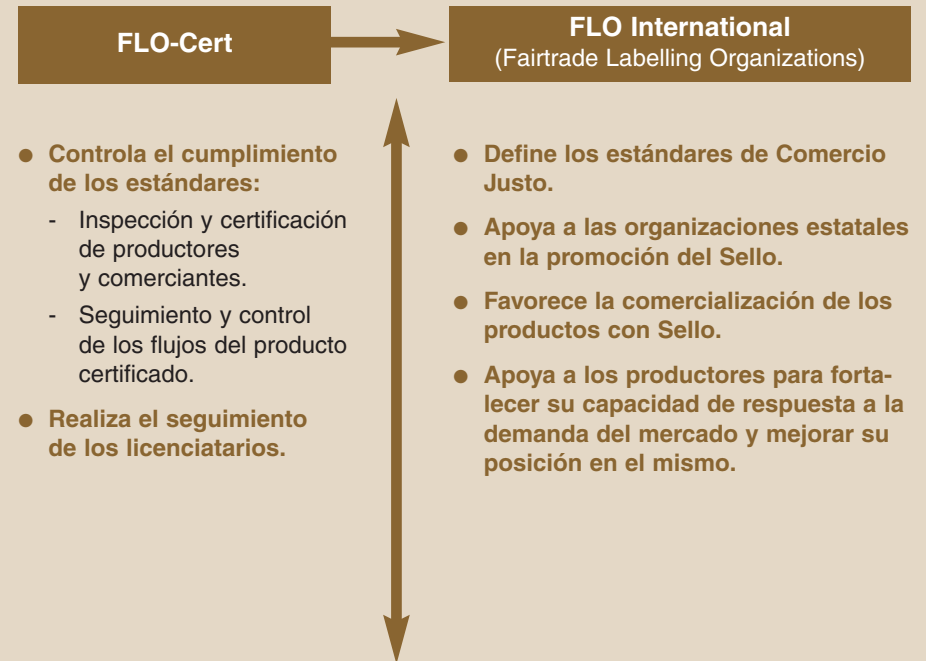 FLO-Cert
FLO International
(Fairtrade Labelling Organizations)
● Controla el cumplimiento
de los estándares:
- Inspección y certificación
de productores
y comerciantes.
- Seguimiento y control
de los flujos del producto
certificado.
● Realiza el seguimiento
de los licenciatarios.
● Define los estándares de Comercio
Justo.
● Apoya a las organizaciones estatales
en la promoción del Sello.
● Favorece la comercialización de los
productos con Sello.
● Apoya a los productores para forta-
lecer su capacidad de respuesta a la
demanda del mercado y mejorar su
posición en el mismo.